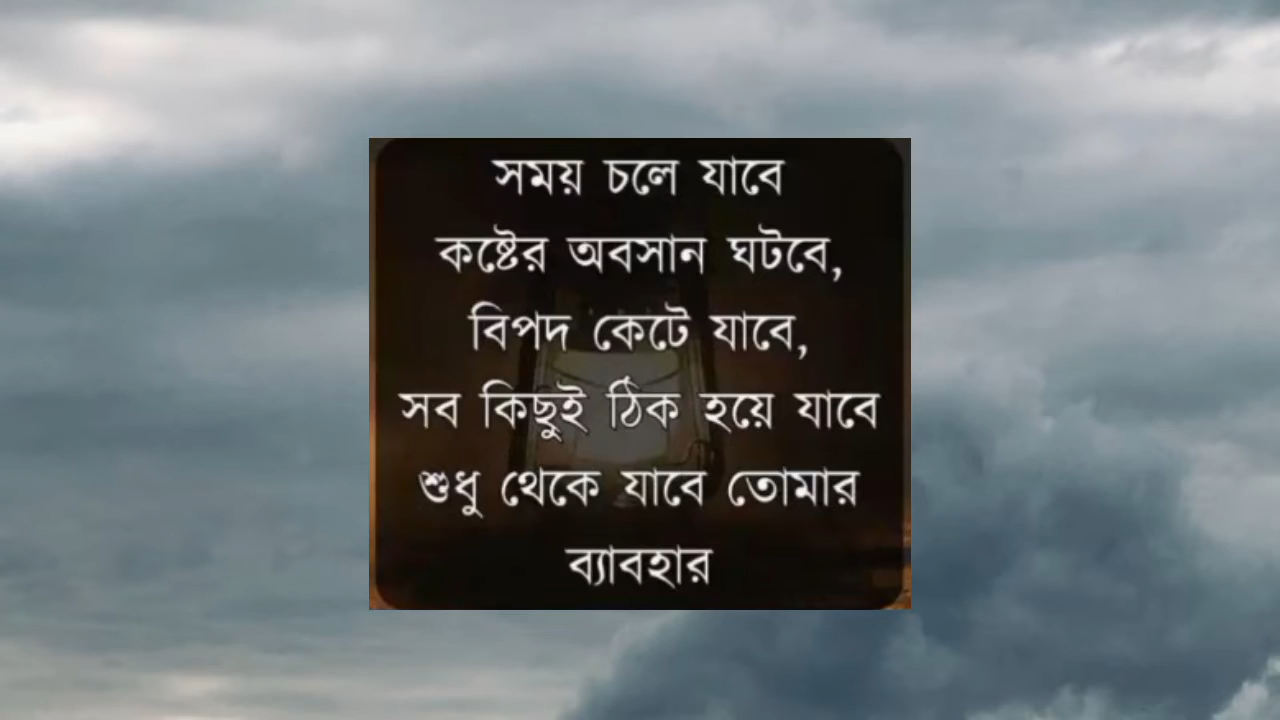 সময় চলে যাবে
কষ্টের অবসান ঘটবে,
বিপদ কেটে যাবে,
সব কিছুই ঠিক হয়ে যাবে
শুধু থেকে যাবে তোমার
ব্যাবহার